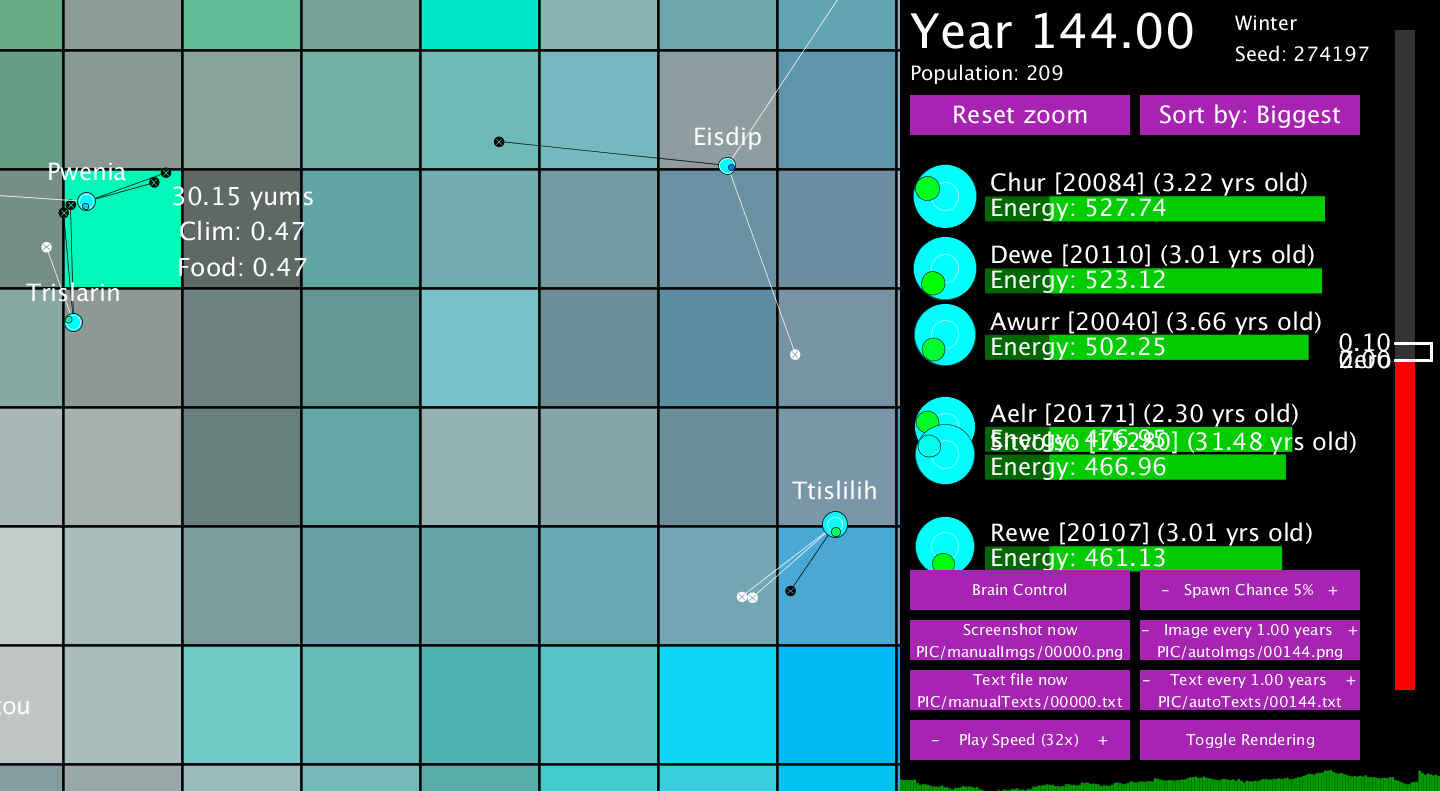 Pwenia
30.15 yums
Clim: 0.47
Food: 0.47
Trislarin
Eisdip
Ttislilih
ou
Year 144.00
Winter
Seed: 274197
Population: 209
Reset zoom
Sort by: Biggest
Chur [20084] (3.22 yrs old)
Energy: 527.74
Dewe [20110] (3.01 yrs old)
Energy: 523.12
Awurr [20040] (3.66 yrs old)
Energy: 502.25
0.10
Aelr [20171] (2.30 yrs old)
Energy: 476.95
[15280] (31.48 yrs old)
Energy: 466.96
Rewe [20107] (3.01 yrs old)
Energy: 461.13
Brain Control
- Spawn Chance 5% +
Screenshot now
PIC/manualImgs/00000.png
- Image every 1.00 years +
PIC/autoImgs/00144.png
Text file now
PIC/manualTexts/00000.txt
- Text every 1.00 years +
PIC/autoTexts/00144.txt
- Play Speed (32x) +
Toggle Rendering